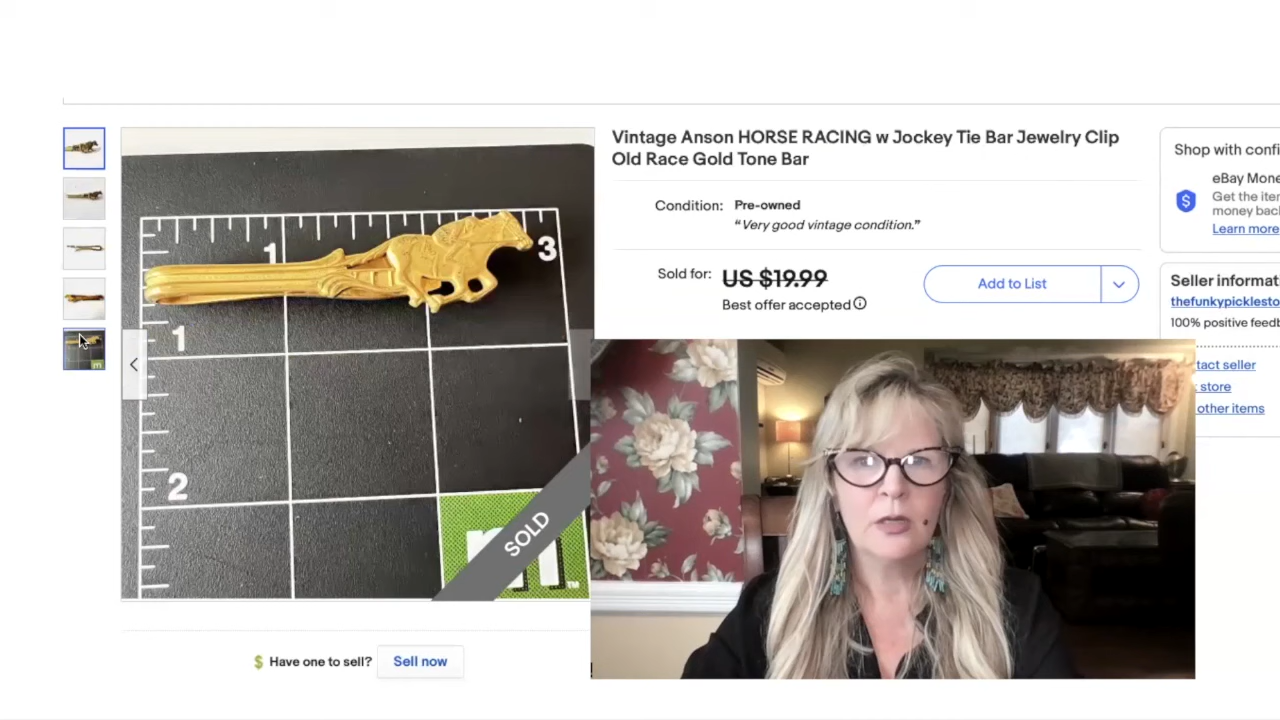 Vintage Anson HORSE RACING w Jockey Tie Bar Jewelry Clip
Old Race Gold Tone Bar
Condition: Pre-owned
“Very good vintage condition.”
Sold for: US $19.99
Best offer accepted
Add to List
1
3
1
2
SOLD
m
TM
$ Have one to sell? Sell now
Shop with confi
eBay Mone
Get the iter
money bac
Learn more
Seller informat
thefunkypicklesto
100% positive feedb
tact seller
store
other items